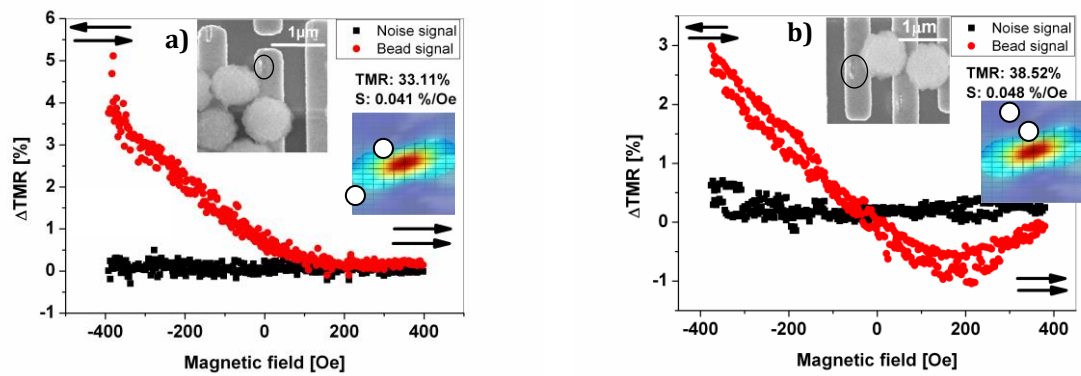 a)
1μm
Noise signal
Bead signal
TMR: 33.11%
S: 0.041 %/Oe
ΔTMR [%]
6
5
4
3
2
1
0
-1
-400
-200
0
200
400
Magnetic field [Oe]
b)
1μm
Noise signal
Bead signal
TMR: 38.52%
S: 0.048 %/Oe
ΔTMR [%]
3
2
1
0
-1
-400
-200
0
200
400
Magnetic field [Oe]